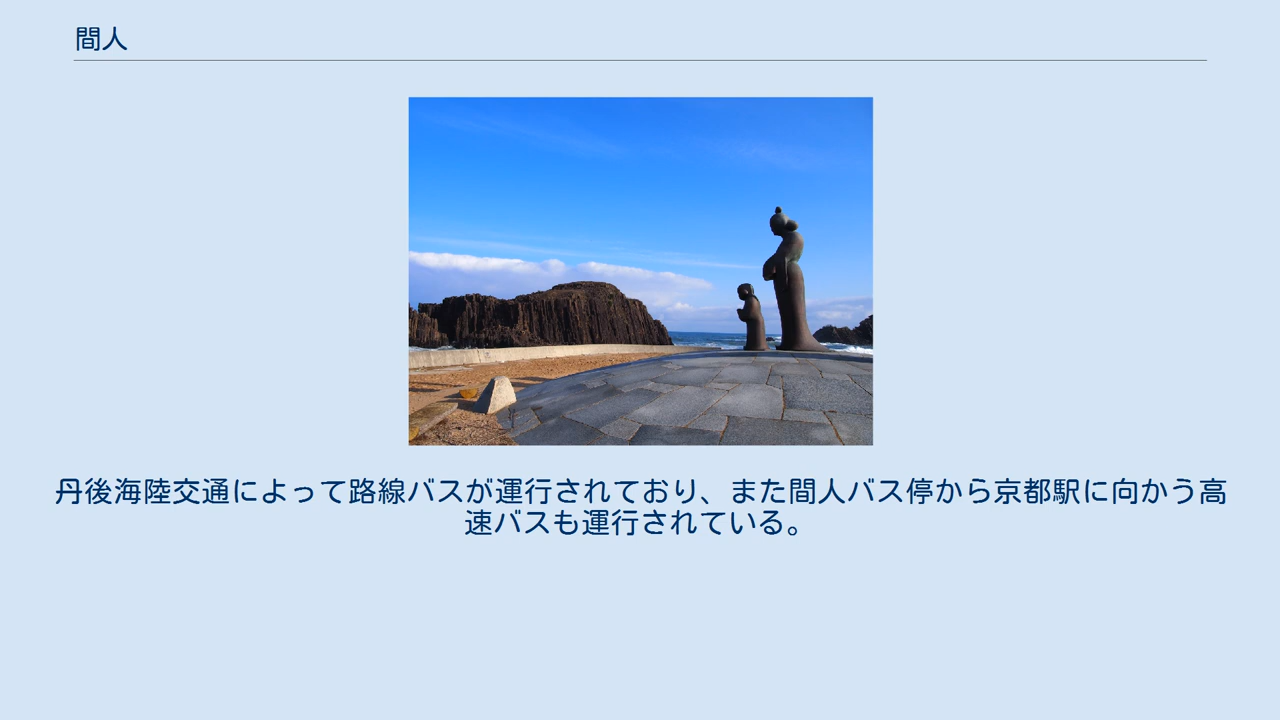 間人
丹後海陸交通によって路線バスが運行されており、また間人バス停から京都駅に向かう高
速バスも運行されている。